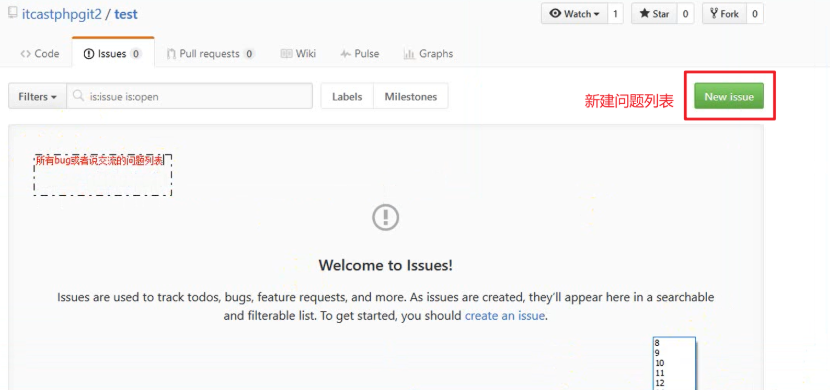 itcastphpgit2 / test
Watch 1 Star 0 Fork 0
Code Issues 0 Pull requests 0 Wiki Pulse Graphs
Filters is:issue is:open Labels Milestones 新建问题列表 New issue
所有bug或者说交流的问题列表
Welcome to Issues!
Issues are used to track todos, bugs, feature requests, and more. As issues are created, they'll appear here in a searchable
and filterable list. To get started, you should create an issue.
8
9
10
11
12